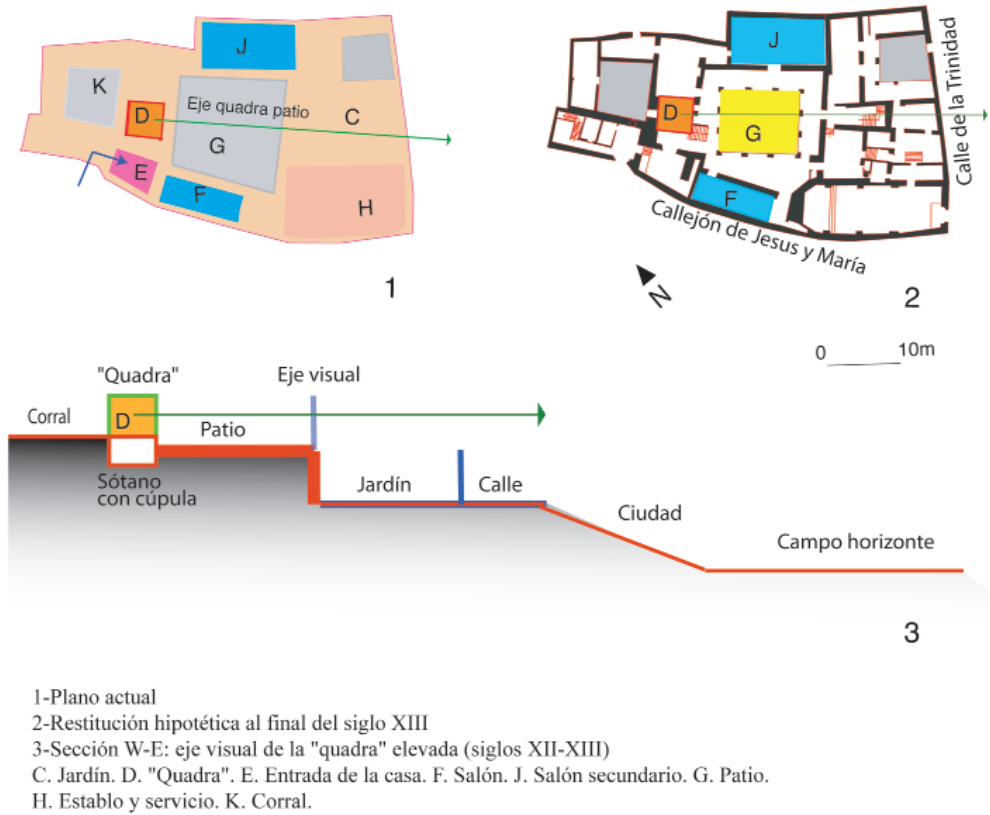 J
K
D
Eje quadra patio
C
G
E
F
H
1
J
D
G
F
Calle de la Trinidad
Callejón de Jesus y María
N
2
0 10m
"Quadra"
Eje visual
Corral
D
Patio
Sótano
con cúpula
Jardín
Calle
Ciudad
Campo horizonte
3
1-Plano actual
2-Restitución hipotética al final del siglo XIII
3-Sección W-E: eje visual de la "quadra" elevada (siglos XII-XIII)
C. Jardín. D. "Quadra". E. Entrada de la casa. F. Salón. J. Salón secundario. G. Patio.
H. Establo y servicio. K. Corral.